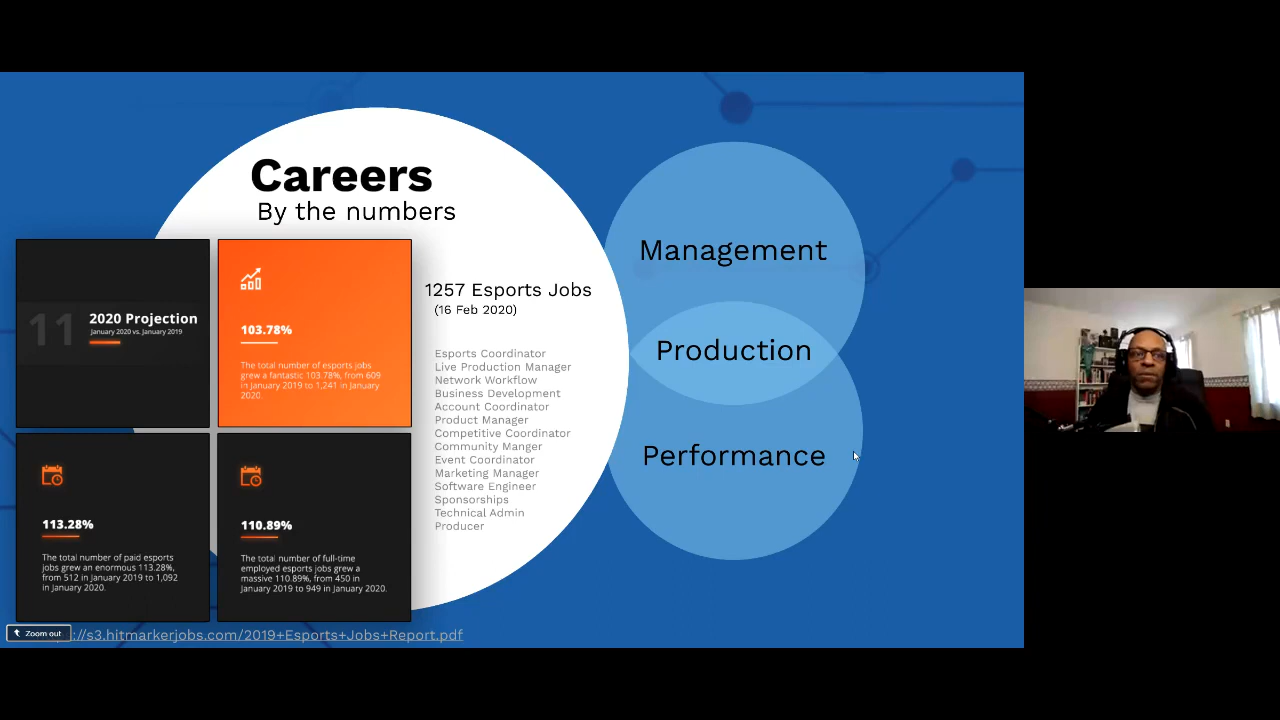 Careers
By the numbers
11
2020 Projection
January 2020 vs. January 2019
103.78%
The total number of esports jobs
grew a fantastic 103.78%, from 609
in January 2019 to 1,241 in January
2020.
113.28%
The total number of paid esports
jobs grew an enormous 113.28%,
from 512 in January 2019 to 1,092
in January 2020.
110.89%
The total number of full-time
employed esports jobs grew a
massive 110.89%, from 450 in
January 2019 to 949 in January 2020.
1257 Esports Jobs
(16 Feb 2020)
Esports Coordinator
Live Production Manager
Network Workflow
Business Development
Account Coordinator
Product Manager
Competitive Coordinator
Community Manger
Event Coordinator
Marketing Manager
Software Engineer
Sponsorships
Technical Admin
Producer
Management
Production
Performance
Zoom out
://s3.hitmarkerjobs.com/2019+Esports+Jobs+Report.pdf